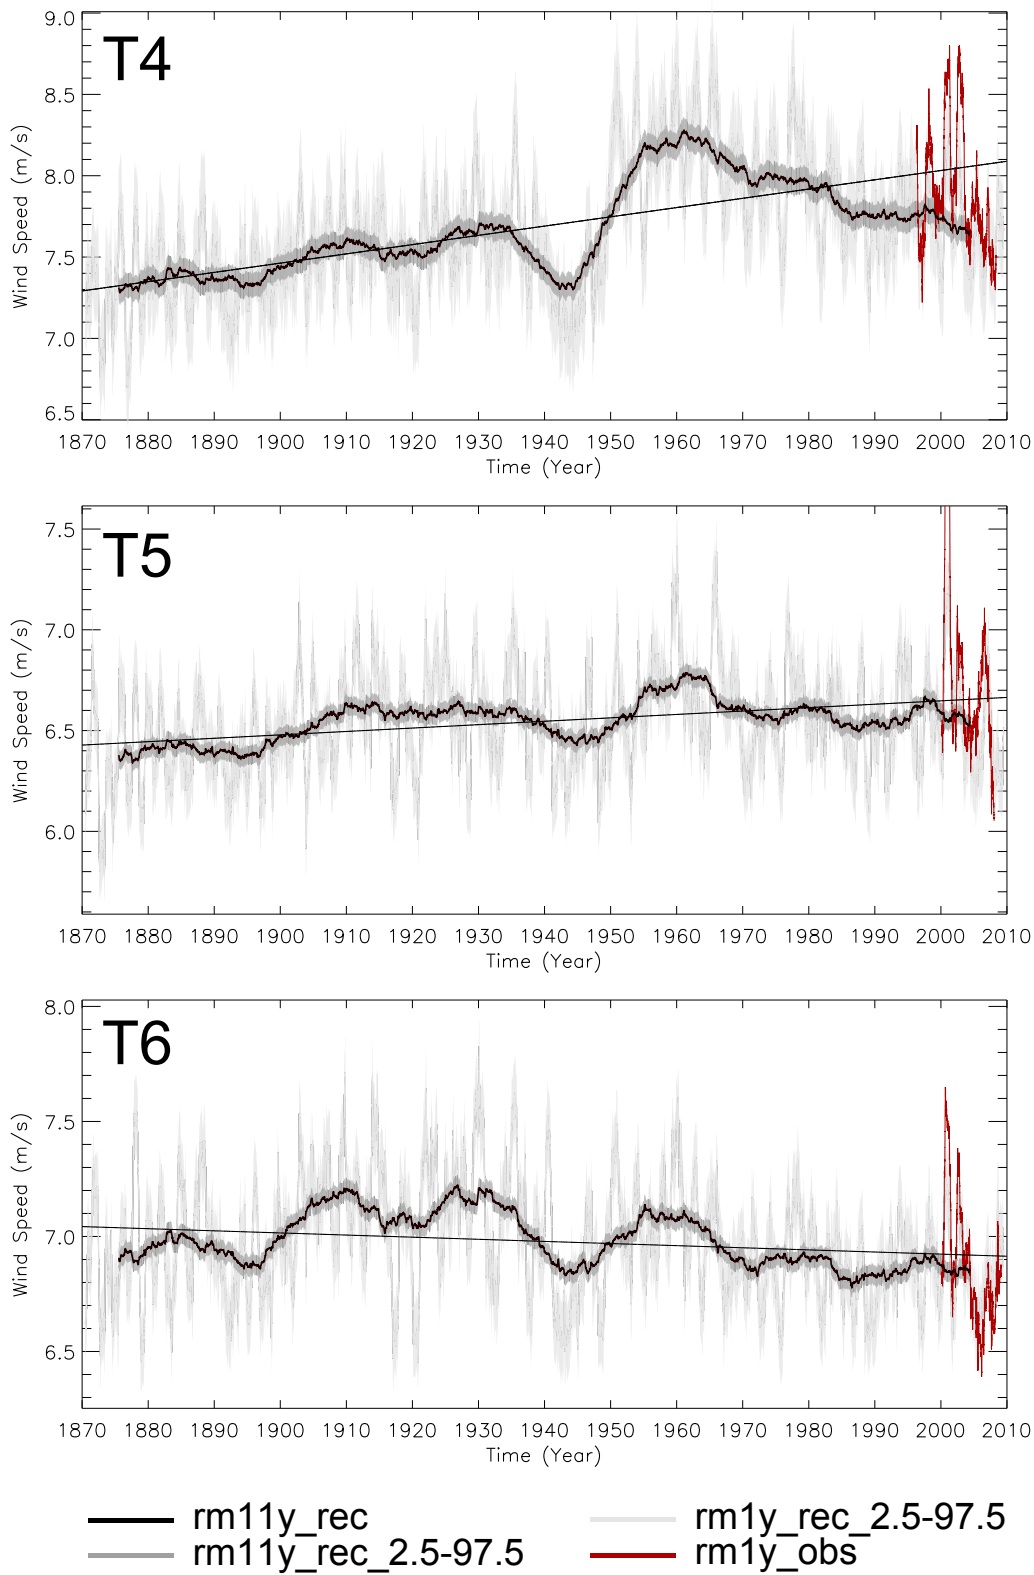 T4
Wind Speed (m/s)
9.0
8.5
8.0
7.5
7.0
6.5
1870 1880 1890 1900 1910 1920 1930 1940 1950 1960 1970 1980 1990 2000 2010
Time (Year)
T5
Wind Speed (m/s)
7.5
7.0
6.5
6.0
1870 1880 1890 1900 1910 1920 1930 1940 1950 1960 1970 1980 1990 2000 2010
Time (Year)
T6
Wind Speed (m/s)
8.0
7.5
7.0
6.5
1870 1880 1890 1900 1910 1920 1930 1940 1950 1960 1970 1980 1990 2000 2010
Time (Year)
rm11y_rec
rm11y_rec_2.5-97.5
rm1y_rec_2.5-97.5
rm1y_obs